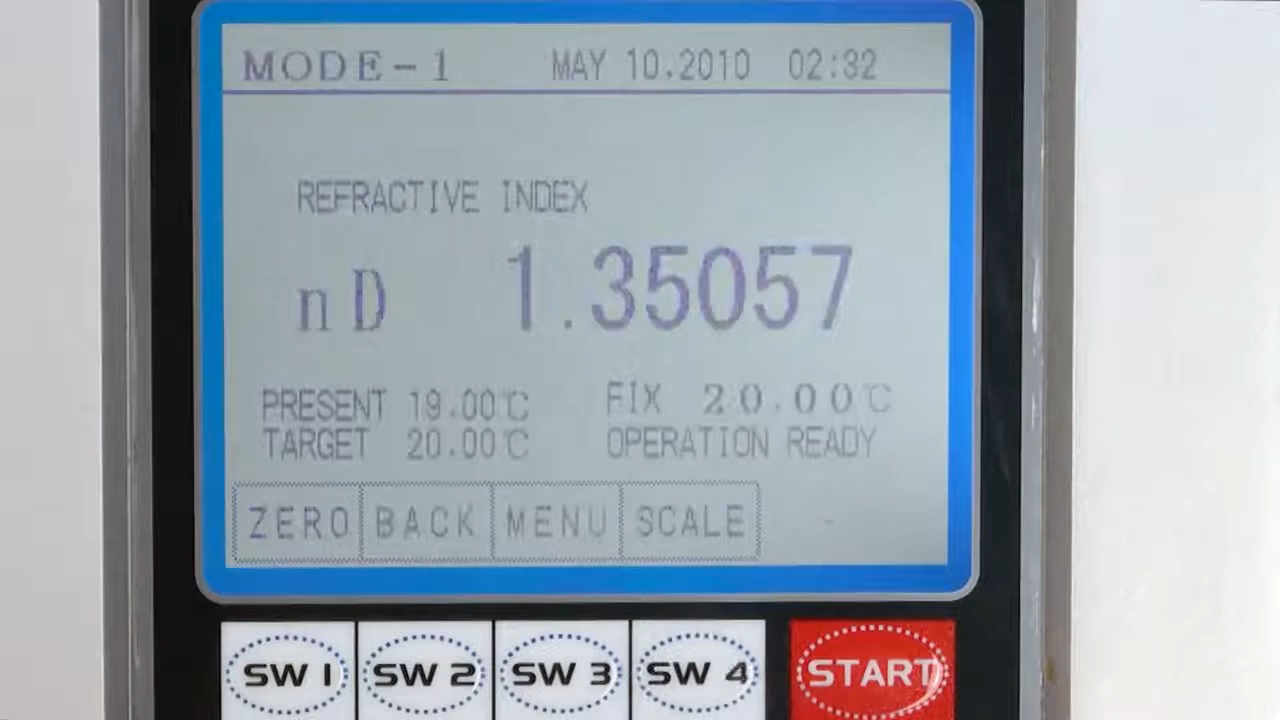 MODE-1 MAY 10.2010 02:32
REFRACTIVE INDEX
nD 1.35057
PRESENT 19.00℃ FIX 20.00℃
TARGET 20.00℃ OPERATION READY
ZERO BACK MENU SCALE
SW 1 SW 2 SW 3 SW 4 START